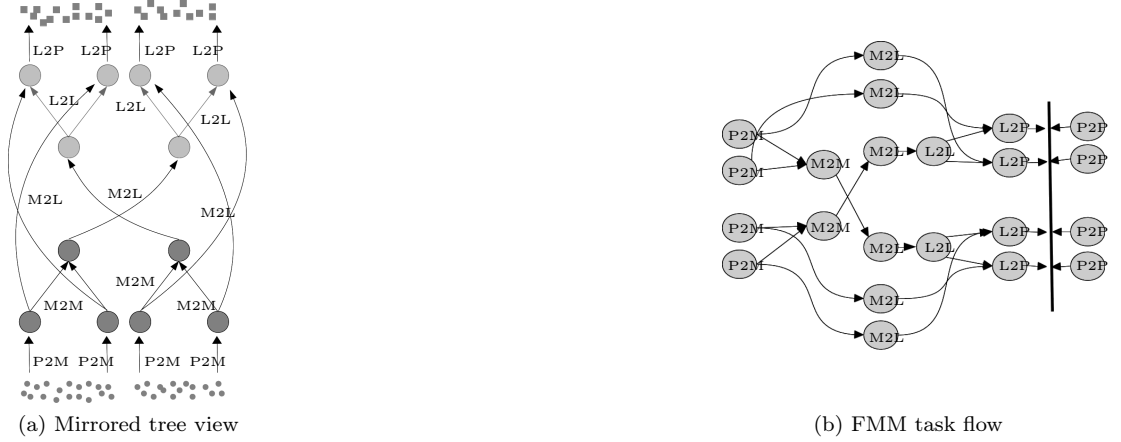 L2P L2P L2P L2P
L2L
L2L
L2L
M2L
M2L
M2L
M2M
M2M
M2M
P2M P2M P2M P2M
(a) Mirrored tree view
M2L
M2L
P2M
P2M
M2M
M2L
L2L
L2P
L2P
P2P
P2P
P2M
P2M
M2M
M2L
L2L
L2P
L2P
P2P
P2P
M2L
M2L
(b) FMM task flow